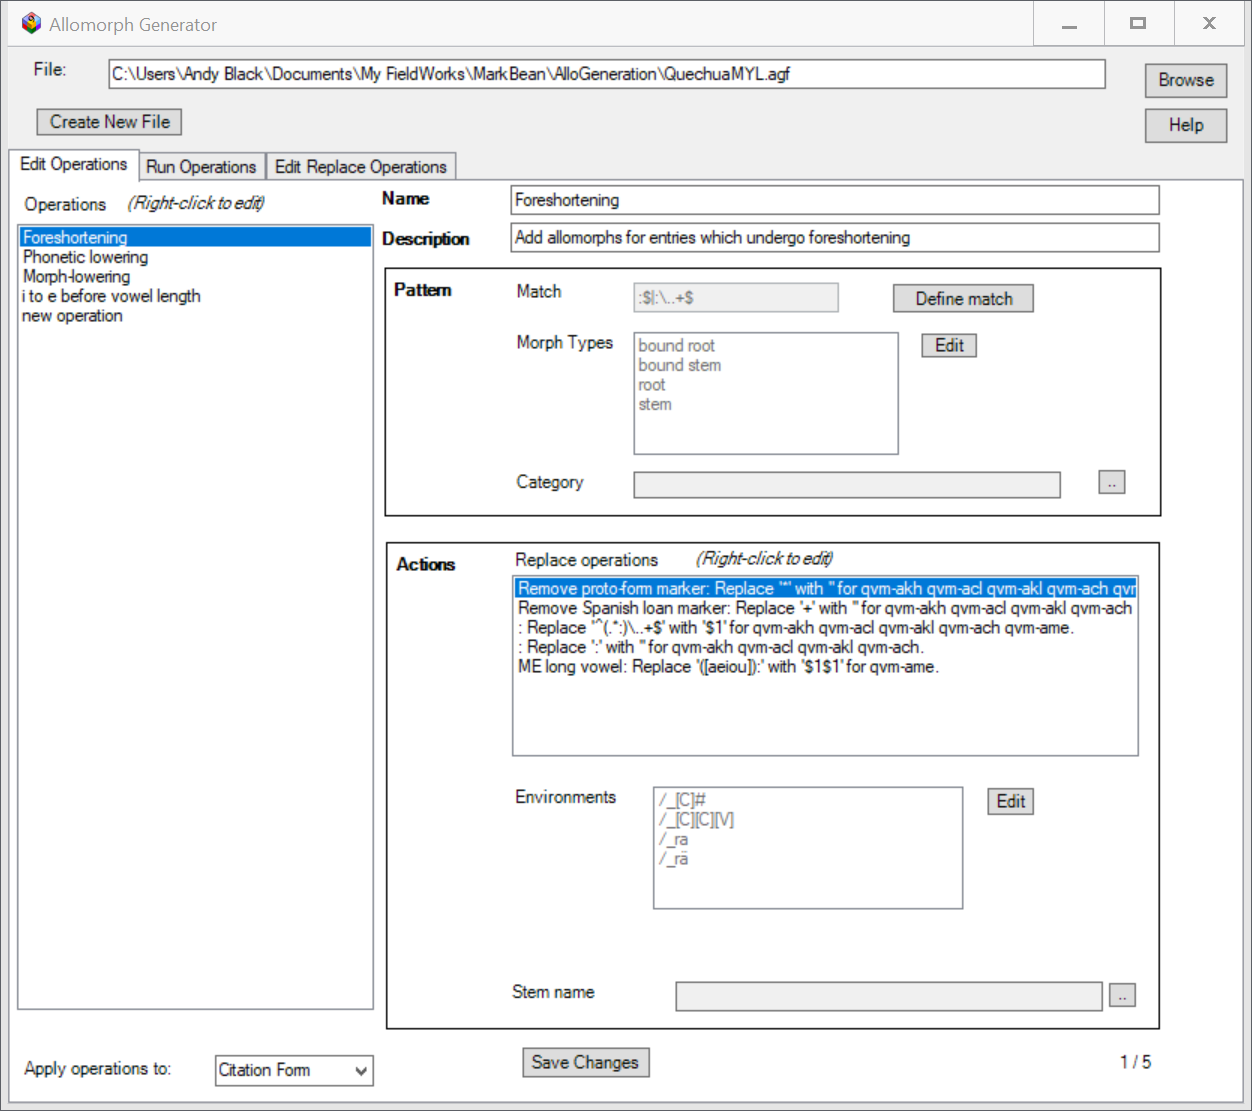 Allomorph Generator
File: C:\Users\Andy Black\Documents\My FieldWorks\MarkBean\AlloGeneration\QuechuaMYL.agf
Browse
Create New File
Help
Edit Operations Run Operations Edit Replace Operations
Operations (Right-click to edit)
Foreshortening
Phonetic lowering
Morph-lowering
i to e before vowel length
new operation
Name Foreshortening
Description Add allomorphs for entries which undergo foreshortening
Pattern Match :$|:\..+$ Define match
Morph Types
bound root
bound stem
root
stem
Edit
Category ..
Actions Replace operations (Right-click to edit)
Remove proto-form marker: Replace '*' with '' for qvm-akh qvm-acl qvm-akl qvm-ach qvm
Remove Spanish loan marker: Replace '+' with '' for qvm-akh qvm-acl qvm-akl qvm-ach
: Replace '^(.*:)\..+$' with '$1' for qvm-akh qvm-acl qvm-akl qvm-ach qvm-ame.
: Replace ':' with '' for qvm-akh qvm-acl qvm-akl qvm-ach.
ME long vowel: Replace '([aeiou]):' with '$1$1' for qvm-ame.
Environments
/_[C]#
/_[C][C][V]
/_ra
/_rä
Edit
Stem name ..
Apply operations to: Citation Form
Save Changes
1 / 5